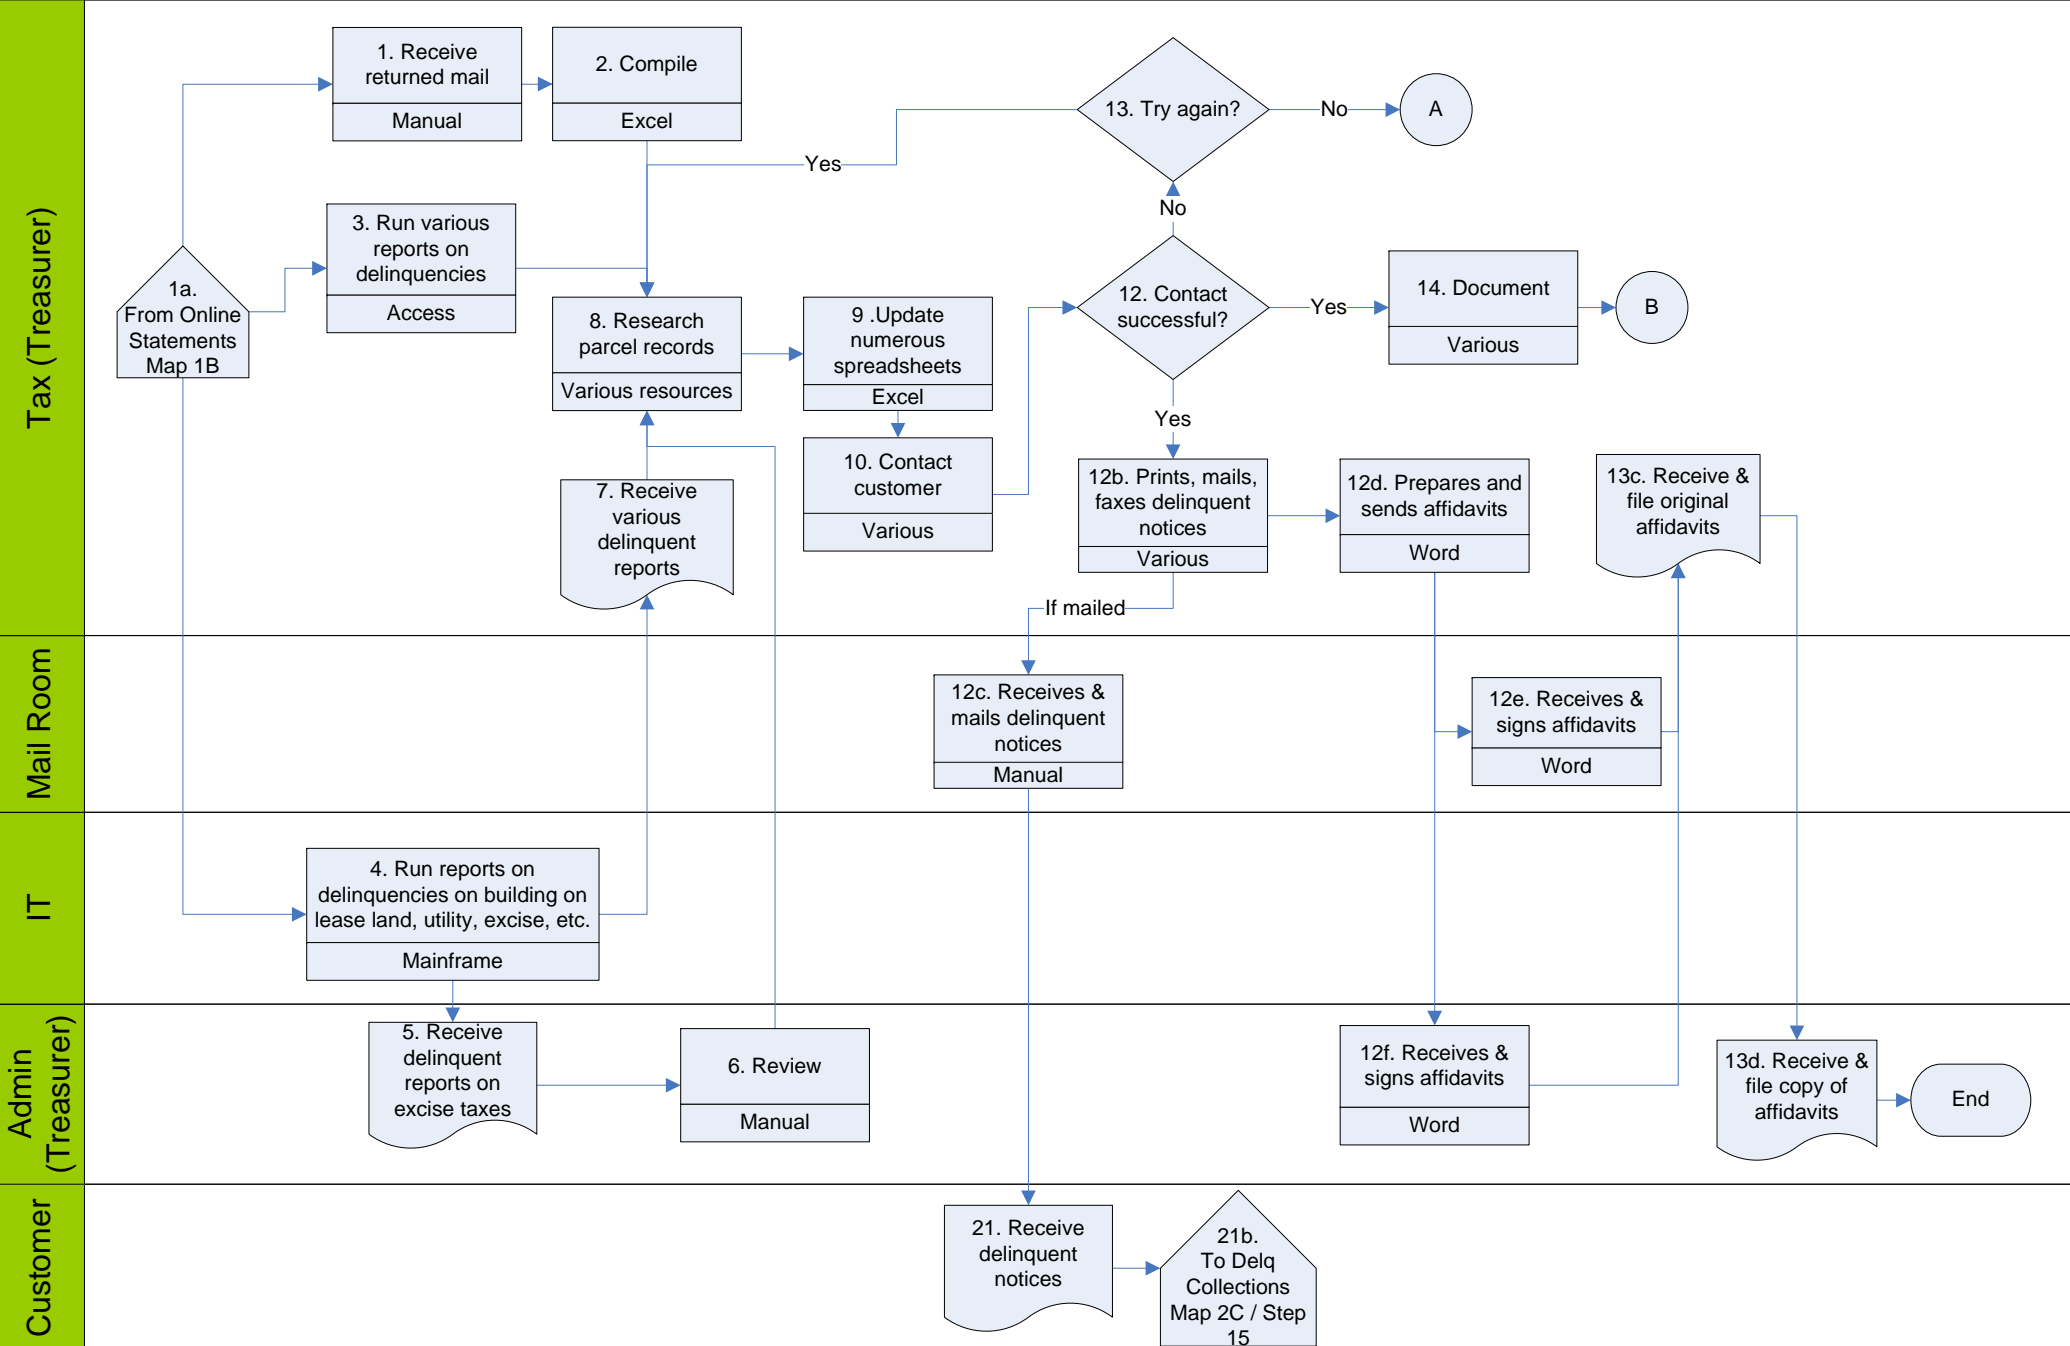 Tax (Treasurer)
1. Receive
returned mail
Manual
2. Compile
Excel
13. Try again?
No
A
Yes
No
3. Run various
reports on
delinquencies
Access
1a.
From Online
Statements
Map 1B
8. Research
parcel records
Various resources
9 .Update
numerous
spreadsheets
Excel
12. Contact
successful?
Yes
14. Document
Various
B
Yes
10. Contact
customer
Various
7. Receive
various
delinquent
reports
12b. Prints, mails,
faxes delinquent
notices
Various
12d. Prepares and
sends affidavits
Word
13c. Receive &
file original
affidavits
If mailed
Mail Room
12c. Receives &
mails delinquent
notices
Manual
12e. Receives &
signs affidavits
Word
IT
4. Run reports on
delinquencies on building on
lease land, utility, excise, etc.
Mainframe
Admin
(Treasurer)
5. Receive
delinquent
reports on
excise taxes
6. Review
Manual
12f. Receives &
signs affidavits
Word
13d. Receive &
file copy of
affidavits
End
Customer
21. Receive
delinquent
notices
21b.
To Delq
Collections
Map 2C / Step
15